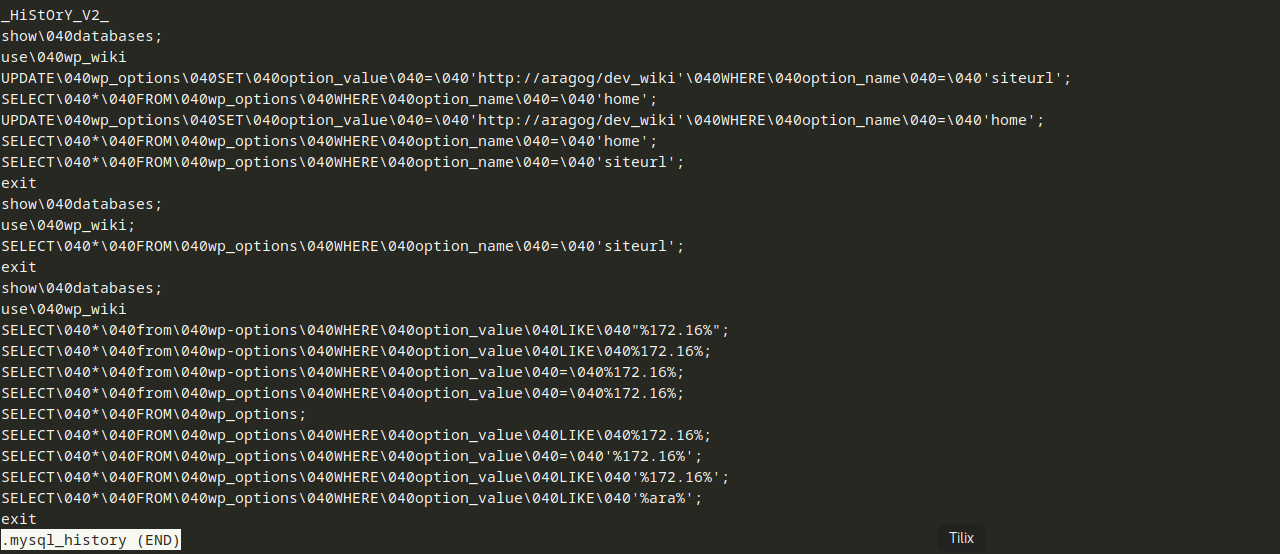 _HiStOrY_V2_
show\040databases;
use\040wp_wiki
UPDATE\040wp_options\040SET\040option_value\040=\040'http://aragog/dev_wiki'\040WHERE\040option_name\040=\040'siteurl';
SELECT\040*\040FROM\040wp_options\040WHERE\040option_name\040=\040'home';
UPDATE\040wp_options\040SET\040option_value\040=\040'http://aragog/dev_wiki'\040WHERE\040option_name\040=\040'home';
SELECT\040*\040FROM\040wp_options\040WHERE\040option_name\040=\040'home';
SELECT\040*\040FROM\040wp_options\040WHERE\040option_name\040=\040'siteurl';
exit
show\040databases;
use\040wp_wiki;
SELECT\040*\040FROM\040wp_options\040WHERE\040option_name\040=\040'siteurl';
exit
show\040databases;
use\040wp_wiki
SELECT\040*\040from\040wp-options\040WHERE\040option_value\040LIKE\040"%172.16%";
SELECT\040*\040from\040wp-options\040WHERE\040option_value\040LIKE\040%172.16%;
SELECT\040*\040from\040wp-options\040WHERE\040option_value\040=\040%172.16%;
SELECT\040*\040from\040wp_options\040WHERE\040option_value\040=\040%172.16%;
SELECT\040*\040FROM\040wp_options;
SELECT\040*\040FROM\040wp_options\040WHERE\040option_value\040LIKE\040%172.16%;
SELECT\040*\040FROM\040wp_options\040WHERE\040option_value\040=\040'%172.16%';
SELECT\040*\040FROM\040wp_options\040WHERE\040option_value\040LIKE\040'%172.16%';
SELECT\040*\040FROM\040wp_options\040WHERE\040option_value\040LIKE\040'%ara%';
exit
.mysql_history (END)
Tilix